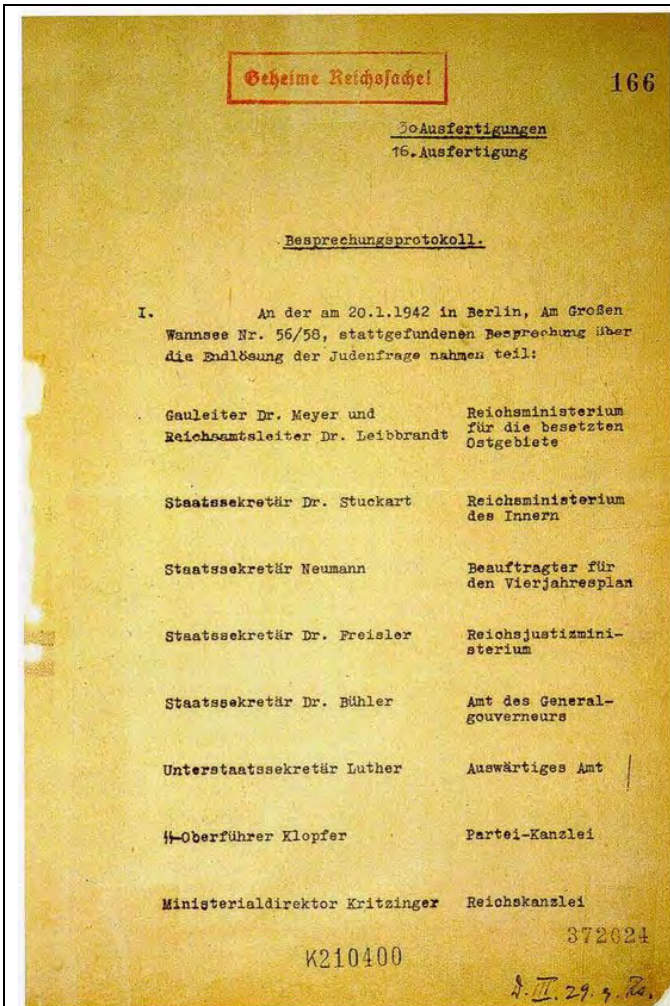 Geheime Reichssache!
166
30 Ausfertigungen
16. Ausfertigung
Besprechungsprotokoll.
I. An der am 20.1.1942 in Berlin, Am Großen
Wannsee Nr. 56/58, stattgefundenen Besprechung über
die Endlösung der Judenfrage nahmen teil:
Gauleiter Dr. Meyer und Reichsministerium
Reichsamtsleiter Dr. Leibbrandt für die besetzten
Ostgebiete
Staatssekretär Dr. Stuckart Reichsministerium
des Innern
Staatssekretär Neumann Beauftragter für
den Vierjahresplan
Staatssekretär Dr. Freisler Reichsjustizmini-
sterium
Staatssekretär Dr. Bühler Amt des General-
gouverneurs
Unterstaatssekretär Luther Auswärtiges Amt
SS-Oberführer Klopfer Partei-Kanzlei
Ministerialdirektor Kritzinger Reichskanzlei
372024
K210400
D. III. 29. g. Rs.